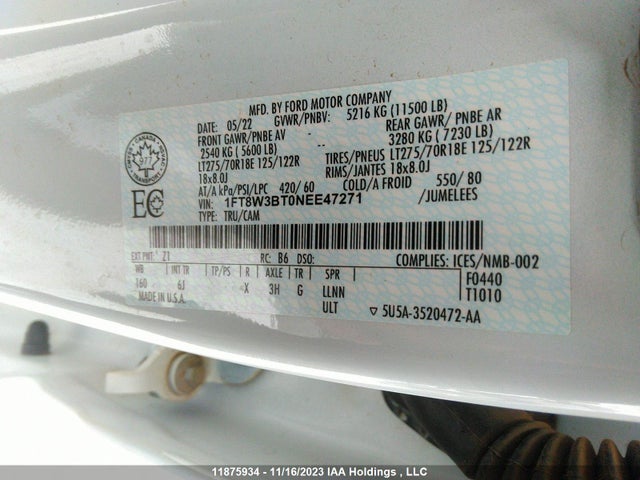 MFD. BY FORD MOTOR COMPANY
DATE: 05/22 GVWR/PNBV: 5216 KG (11500 LB)
FRONT GAWR/PNBE AV - REAR GAWR/ PNBE AR
2540 KG ( 5600 LB) - 3280 KG ( 7230 LB)
LT275/70R18E 125/122R TIRES/PNEUS LT275/70R18E 125/122R
18x8.0J RIMS/JANTES 18x8.0J
AT/A kPa/PSI/LPC 420/ 60 COLD/A FROID 550/ 80
VIN: 1FT8W3BT0NEE47271 /JUMELEES
TYPE: TRU/CAM
CANADA
977
EC
EXT PNT: Z1 RC: B6 DSO: COMPLIES: ICES/NMB-002
WB INT TR TP/PS R AXLE TR SPR F0440
160 6J X 3H G LLNN T1010
MADE IN U.S.A. ULT ▽ 5U5A-3520472-AA
11875934 - 11/16/2023 IAA Holdings , LLC